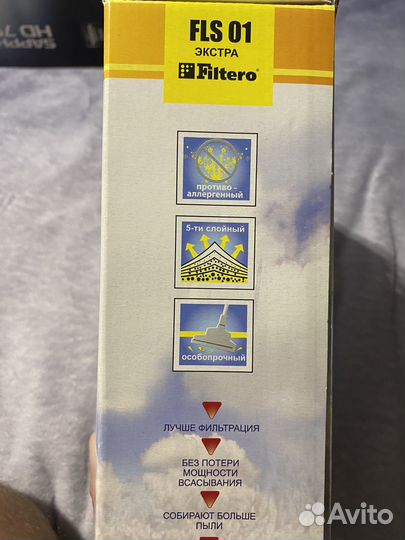 FLS 01
ЭКСТРА
Filtero
противо-
аллергенный
5-ти слойный
особопрочный
ЛУЧШЕ ФИЛЬТРАЦИЯ
БЕЗ ПОТЕРИ
МОЩНОСТИ
ВСАСЫВАНИЯ
СОБИРАЮТ БОЛЬШЕ
ПЫЛИ
Avito